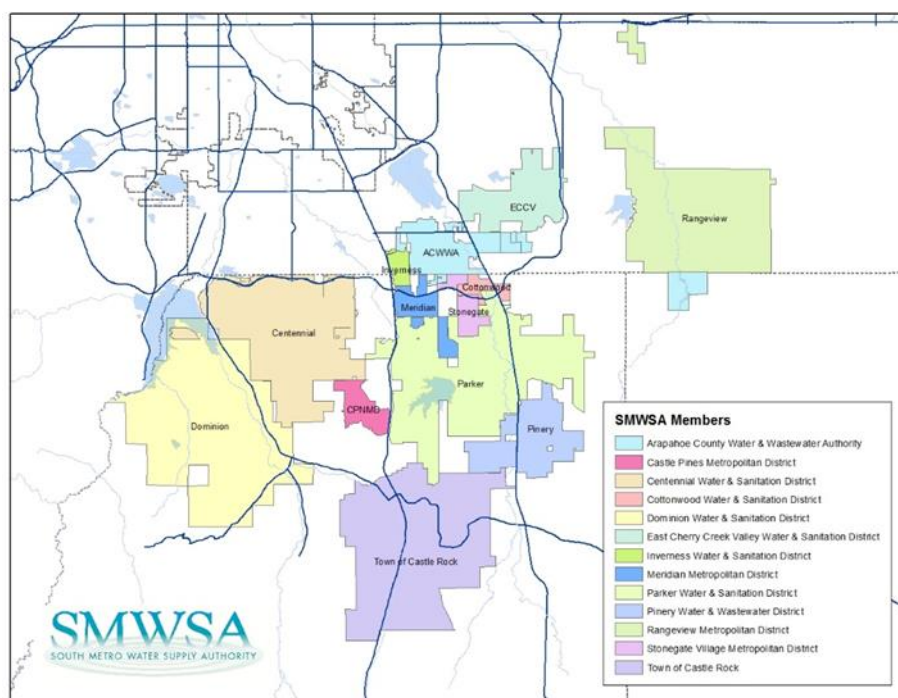 ECCV
Rangeview
ACWWA
Inverness
Cottonwood
Meridian
Stonegate
Centennial
Parker
CPNMD
Dominion
Pinery
Town of Castle Rock
SMWSA Members
Arapahoe County Water & Wastewater Authority
Castle Pines Metropolitan District
Centennial Water & Sanitation District
Cottonwood Water & Sanitation District
Dominion Water & Sanitation District
East Cherry Creek Valley Water & Sanitation District
Inverness Water & Sanitation District
Meridian Metropolitan District
Parker Water & Sanitation District
Pinery Water & Wastewater District
Rangeview Metropolitan District
Stonegate Village Metropolitan District
Town of Castle Rock
SMWSA
SOUTH METRO WATER SUPPLY AUTHORITY